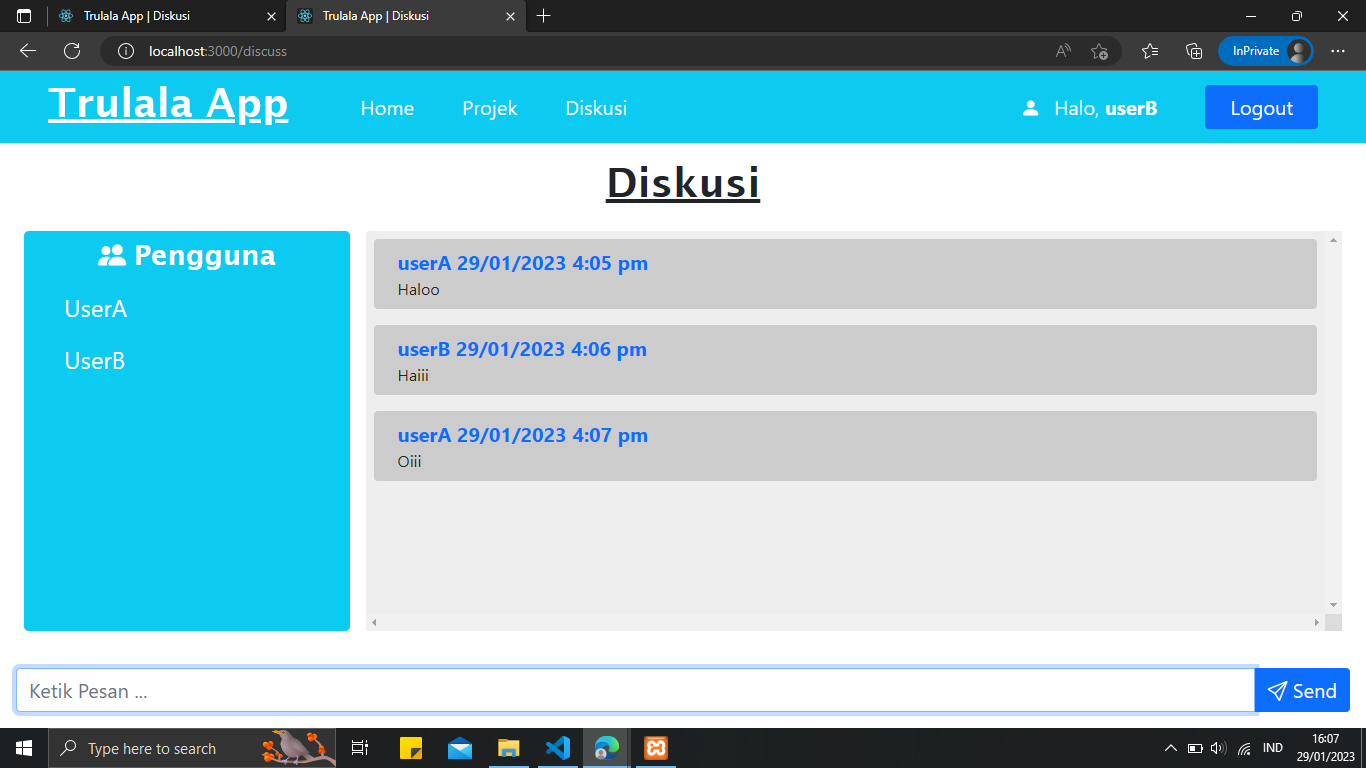 Trulala App | Diskusi
Trulala App | Diskusi
localhost:3000/discuss
InPrivate
Trulala App
Home
Projek
Diskusi
Halo, userB
Logout
Diskusi
Pengguna
UserA
UserB
userA 29/01/2023 4:05 pm
Haloo
userB 29/01/2023 4:06 pm
Haiii
userA 29/01/2023 4:07 pm
Oiii
Ketik Pesan ...
Send
Type here to search
IND
16:07
29/01/2023